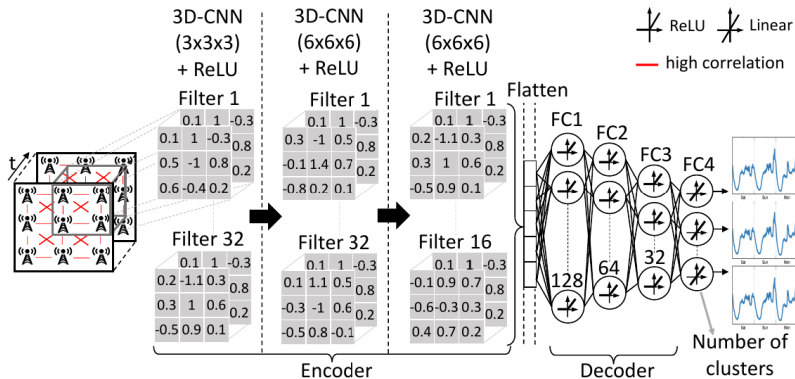 3D-CNN
(3x3x3)
+ ReLU
3D-CNN
(6x6x6)
+ ReLU
3D-CNN
(6x6x6)
+ ReLU
ReLU
Linear
high correlation
t
Filter 1
0.1 1 -0.3
0.1 1 -0.3
0.8
0.5 -1 0.8
0.2
0.6 -0.4 0.2
Filter 32
0.1 1 -0.3
0.2 -1.1 0.3
0.8
0.3 1 0.6
0.2
-0.5 0.9 0.1
Filter 1
0.1 1 -0.3
0.3 -1 0.5
0.8
-0.1 1.4 0.7
0.2
-0.8 0.2 0.1
Filter 32
0.1 1 -0.3
0.1 1.1 0.5
0.8
-0.3 -1 0.6
0.2
-0.5 0.8 -0.1
Filter 1
0.1 1 -0.3
0.2 -1.1 0.3
0.8
0.3 1 0.6
0.2
-0.5 0.9 0.1
Filter 16
0.1 1 -0.3
-0.1 0.9 0.7
0.8
-0.6 -0.3 0.3
0.2
0.4 0.7 0.2
Encoder
Flatten
FC1
FC2
FC3
FC4
128
64
32
Decoder
Number of
clusters
Sat Sun Mon
Sat Sun Mon
Sat Sun Mon